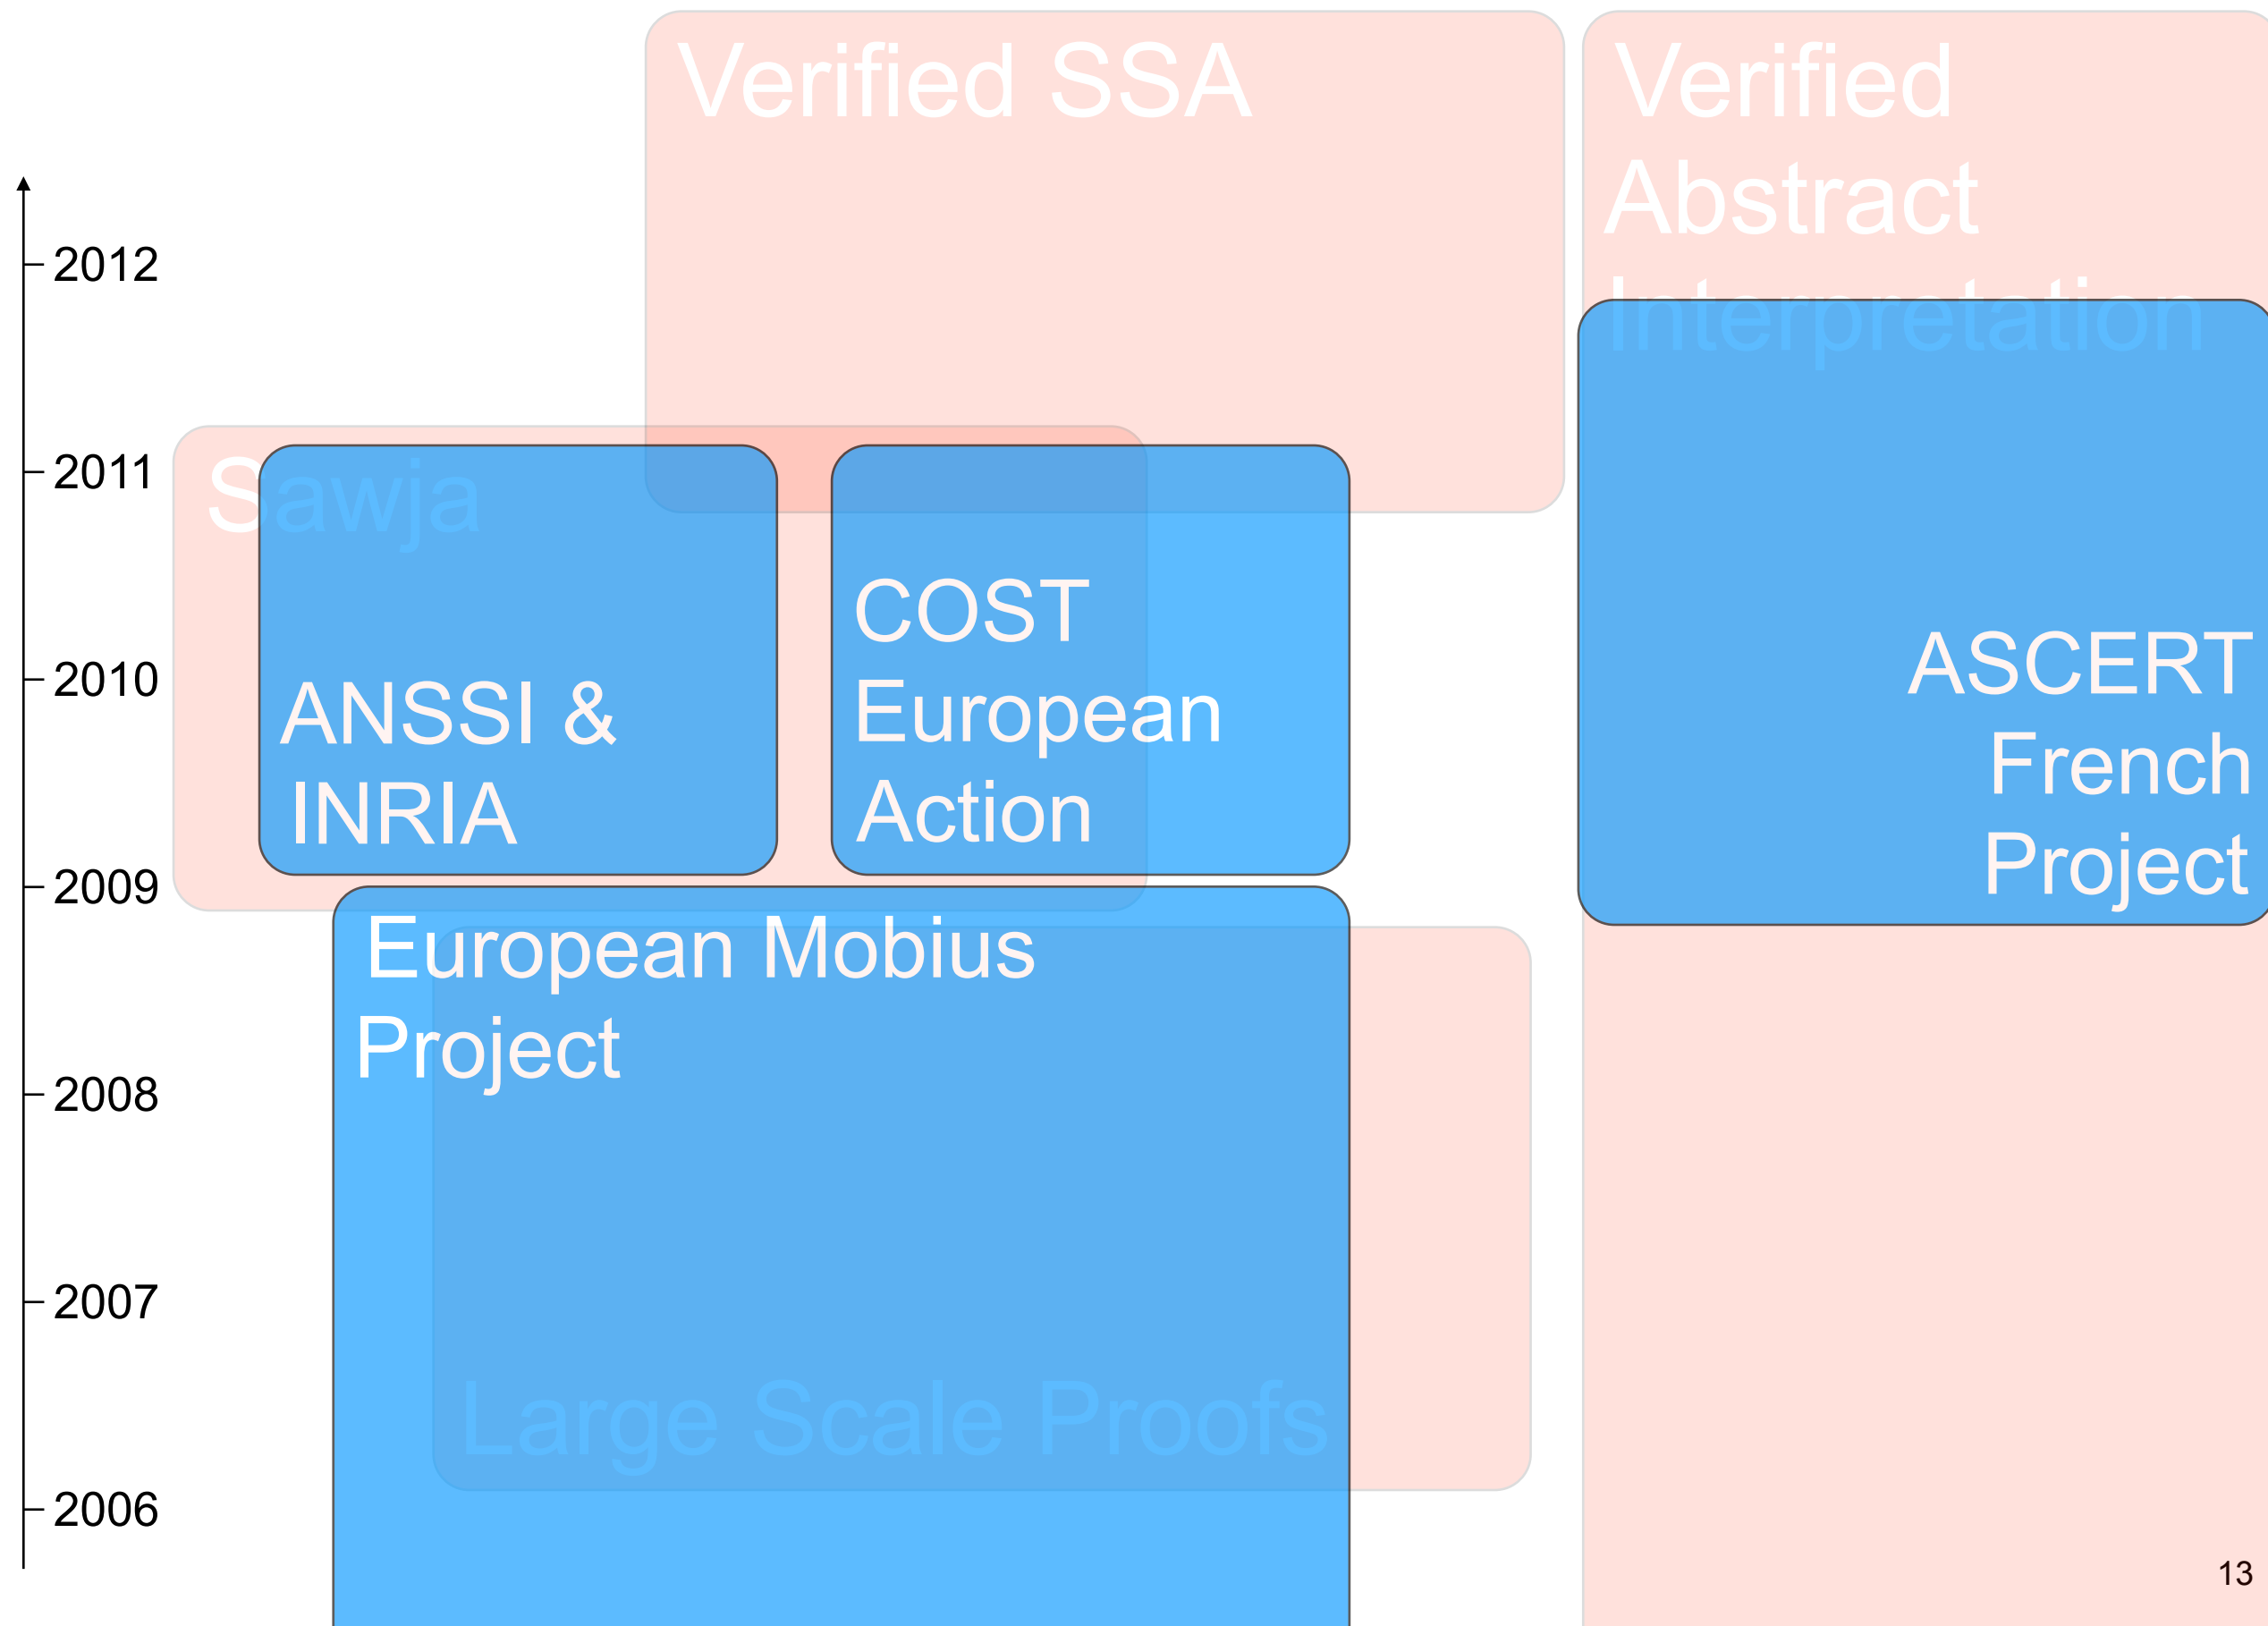 Verified SSA
Verified
Abstract
Interpretation
2012
2011
2010
2009
2008
2007
2006
Sawja
ANSSI &
INRIA
COST
European
Action
ASCERT
French
Project
European Mobius
Project
Large Scale Proofs
13